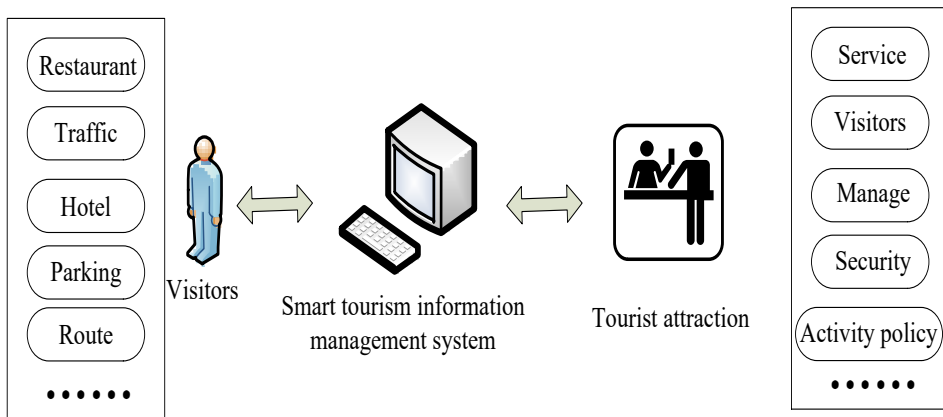 Restaurant
Traffic
Hotel
Parking
Route
••••••
Visitors
Smart tourism information
management system
Tourist attraction
Service
Visitors
Manage
Security
Activity policy
••••••